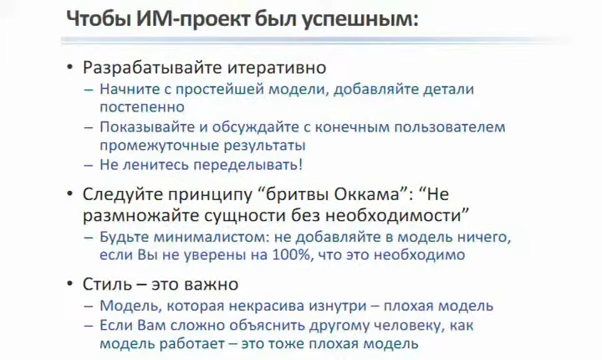 Чтобы ИМ-проект был успешным:
• Разрабатывайте итеративно
– Начните с простейшей модели, добавляйте детали
постепенно
– Показывайте и обсуждайте с конечным пользователем
промежуточные результаты
– Не ленитесь переделывать!
• Следуйте принципу “бритвы Оккама”: “Не
размножайте сущности без необходимости”
– Будьте минималистом: не добавляйте в модель ничего,
если Вы не уверены на 100%, что это необходимо
• Стиль – это важно
– Модель, которая некрасива изнутри – плохая модель
– Если Вам сложно объяснить другому человеку, как
модель работает – это тоже плохая модель